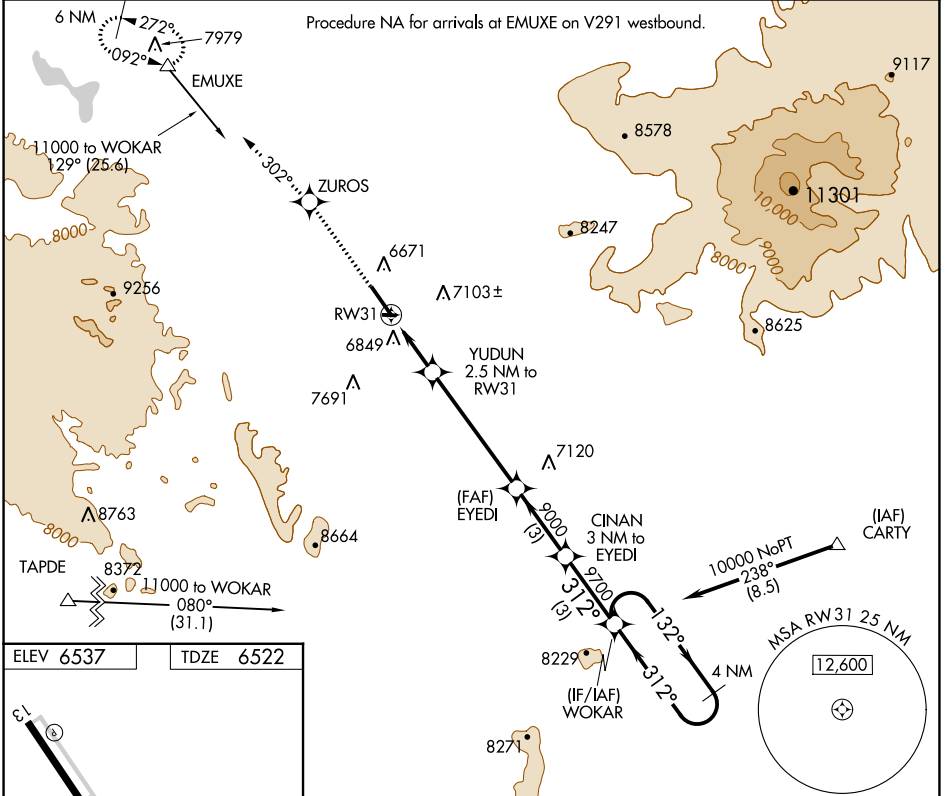 Procedure NA for arrivals at EMUXE on V291 westbound.
6 NM
272°
7979
092°
EMUXE
9117
8578
11000 to WOKAR
129° (25.6)
302°
ZUROS
11301
10,000
9000
8000
8247
8000
6671
9256
7103±
RW31
8625
6849
YUDUN
2.5 NM to
RW31
7691
7120
(FAF)
EYEDI
9000
(3)
CINAN
3 NM to
EYEDI
(IAF)
CARTY
8763
8000
8664
10000 NoPT
238°
(8.5)
9700
312°
(3)
TAPDE
8372
11000 to WOKAR
080°
(31.1)
132°
MSA RW31 25 NM
12,600
ELEV 6537
TDZE 6522
8229
312°
4 NM
(IF/IAF)
WOKAR
8271
13
P